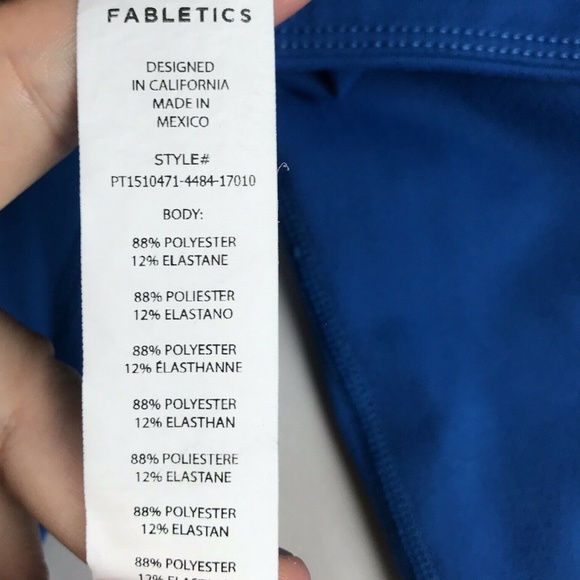 FABLETICS
DESIGNED
IN CALIFORNIA
MADE IN
MEXICO
STYLE#
PT1510471-4484-17010
BODY:
88% POLYESTER
12% ELASTANE
88% POLIESTER
12% ELASTANO
88% POLYESTER
12% ÉLASTHANNE
88% POLYESTER
12% ELASTHAN
88% POLIESTERE
12% ELASTANE
88% POLYESTER
12% ELASTAN
88% POLYESTER